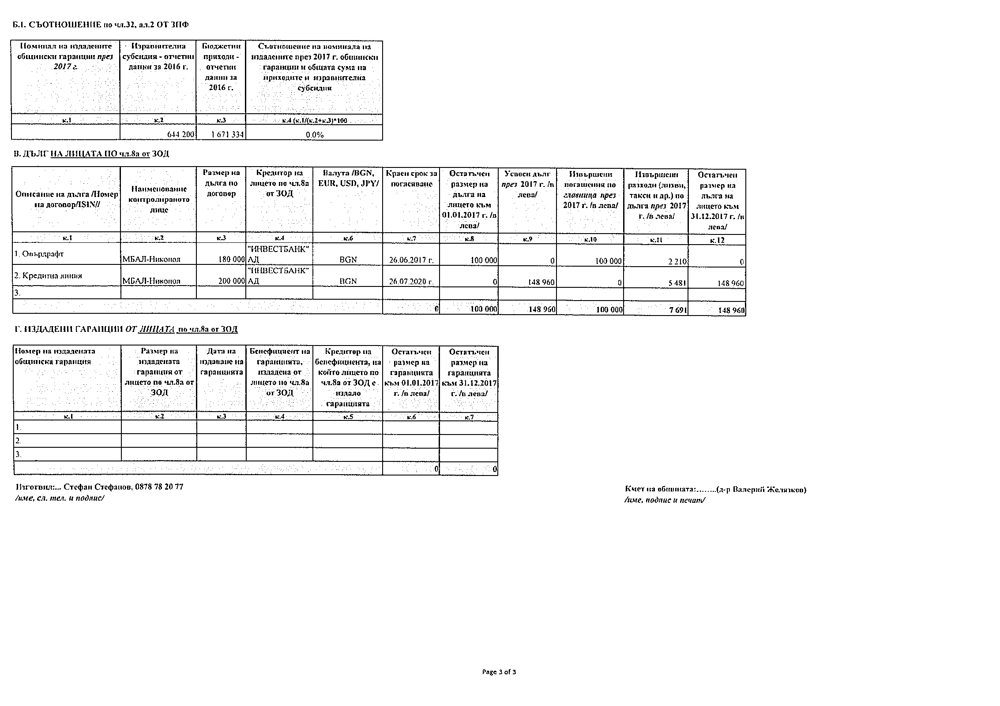 Б.1. СЪОТНОШЕНИЕ по чл.32, ал.2 ОТ ЗПФ
Номинал на издадените общински гаранции през 2017 г.
Изравнителна субсидия - отчетни данни за 2016 г.
Бюджетни приходи - отчетни данни за 2016 г.
Съотношение на номинала на издадените през 2017 г. общински гаранции и общата сума на приходите и изравнителна субсидия
к.1 к.2 к.3 к.4 (к.1/(к.2+к.3)*100
644 200 1 671 334 0,0%
В. ДЪЛГ НА ЛИЦАТА ПО чл.8а от ЗОД
Описание на дълга /Номер на договор/ISIN//
Наименование контролираното лице
Размер на дълга по договор
Кредитор на лицето по чл.8а от ЗОД
Валута /BGN, EUR, USD, JPY/
Краен срок за погасяване
Остатъчен размер на дълга на лицето към 01.01.2017 г. /в лева/
Усвоен дълг през 2017 г. /в лева/
Извършени погашения по главница през 2017 г. /в лева/
Извършени разходи (лихви, такси и др.) по дълга през 2017 г. /в лева/
Остатъчен размер на дълга на лицето към 31.12.2017 г. /в лева/
к.1 к.2 к.3 к.4 к.6 к.7 к.8 к.9 к.10 к.11 к.12
1. Овърдрафт МБАЛ-Никопол 180 000 "ИНВЕСТБАНК" АД BGN 26.06.2017 г. 100 000 0 100 000 2 210 0
2. Кредитна линия МБАЛ-Никопол 200 000 "ИНВЕСТБАНК" АД BGN 26.07.2020 г. 0 148 960 0 5 481 148 960
3.
0 100 000 148 960 100 000 7 691 148 960
Г. ИЗДАДЕНИ ГАРАНЦИИ ОТ ЛИЦАТА по чл.8а от ЗОД
Номер на издадената общинска гаранция
Размер на издадената гаранция от лицето по чл.8а от ЗОД
Дата на издаване на гаранцията
Бенефициент на гаранцията, издадена от лицето по чл.8а от ЗОД
Кредитор на бенефициента, на който лицето по чл.8а от ЗОД е издало гаранцията
Остатъчен размер на гаранцията към 01.01.2017 г. /в лева/
Остатъчен размер на гаранцията към 31.12.2017 г. /в лева/
к.1 к.2 к.3 к.4 к.5 к.6 к.7
1.
2.
3.
0 0
Изготвил:... Стефан Стефанов, 0878 78 20 77
/име, сл. тел. и подпис/
Кмет на общината:........(д-р Валерий Желязков)
/име, подпис и печат/
Page 3 of 3